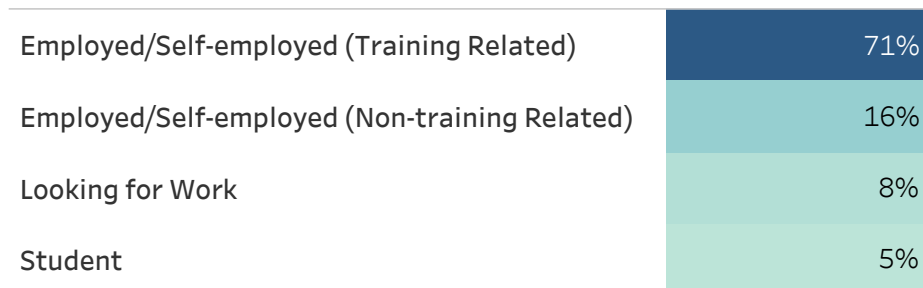 Employed/Self-employed (Training Related) 71%
Employed/Self-employed (Non-training Related) 16%
Looking for Work 8%
Student 5%